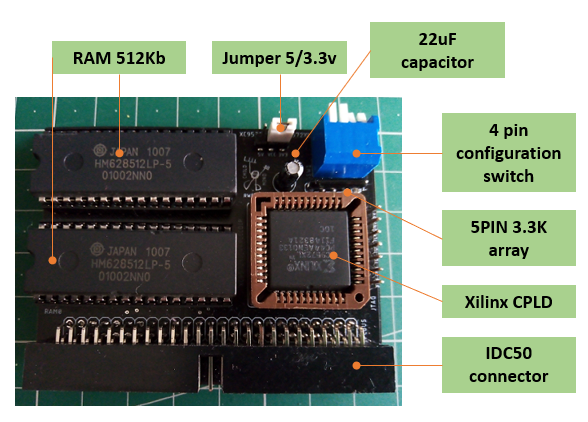 RAM 512Kb
Jumper 5/3.3v
22uF
capacitor
4 pin
configuration
switch
5PIN 3.3K
array
Xilinx CPLD
IDC50
connector
JAPAN 1007
HM628512LP-5
01002NN0
JAPAN 1007
HM628512LP-5
01002NN0
XILINX
JTAG